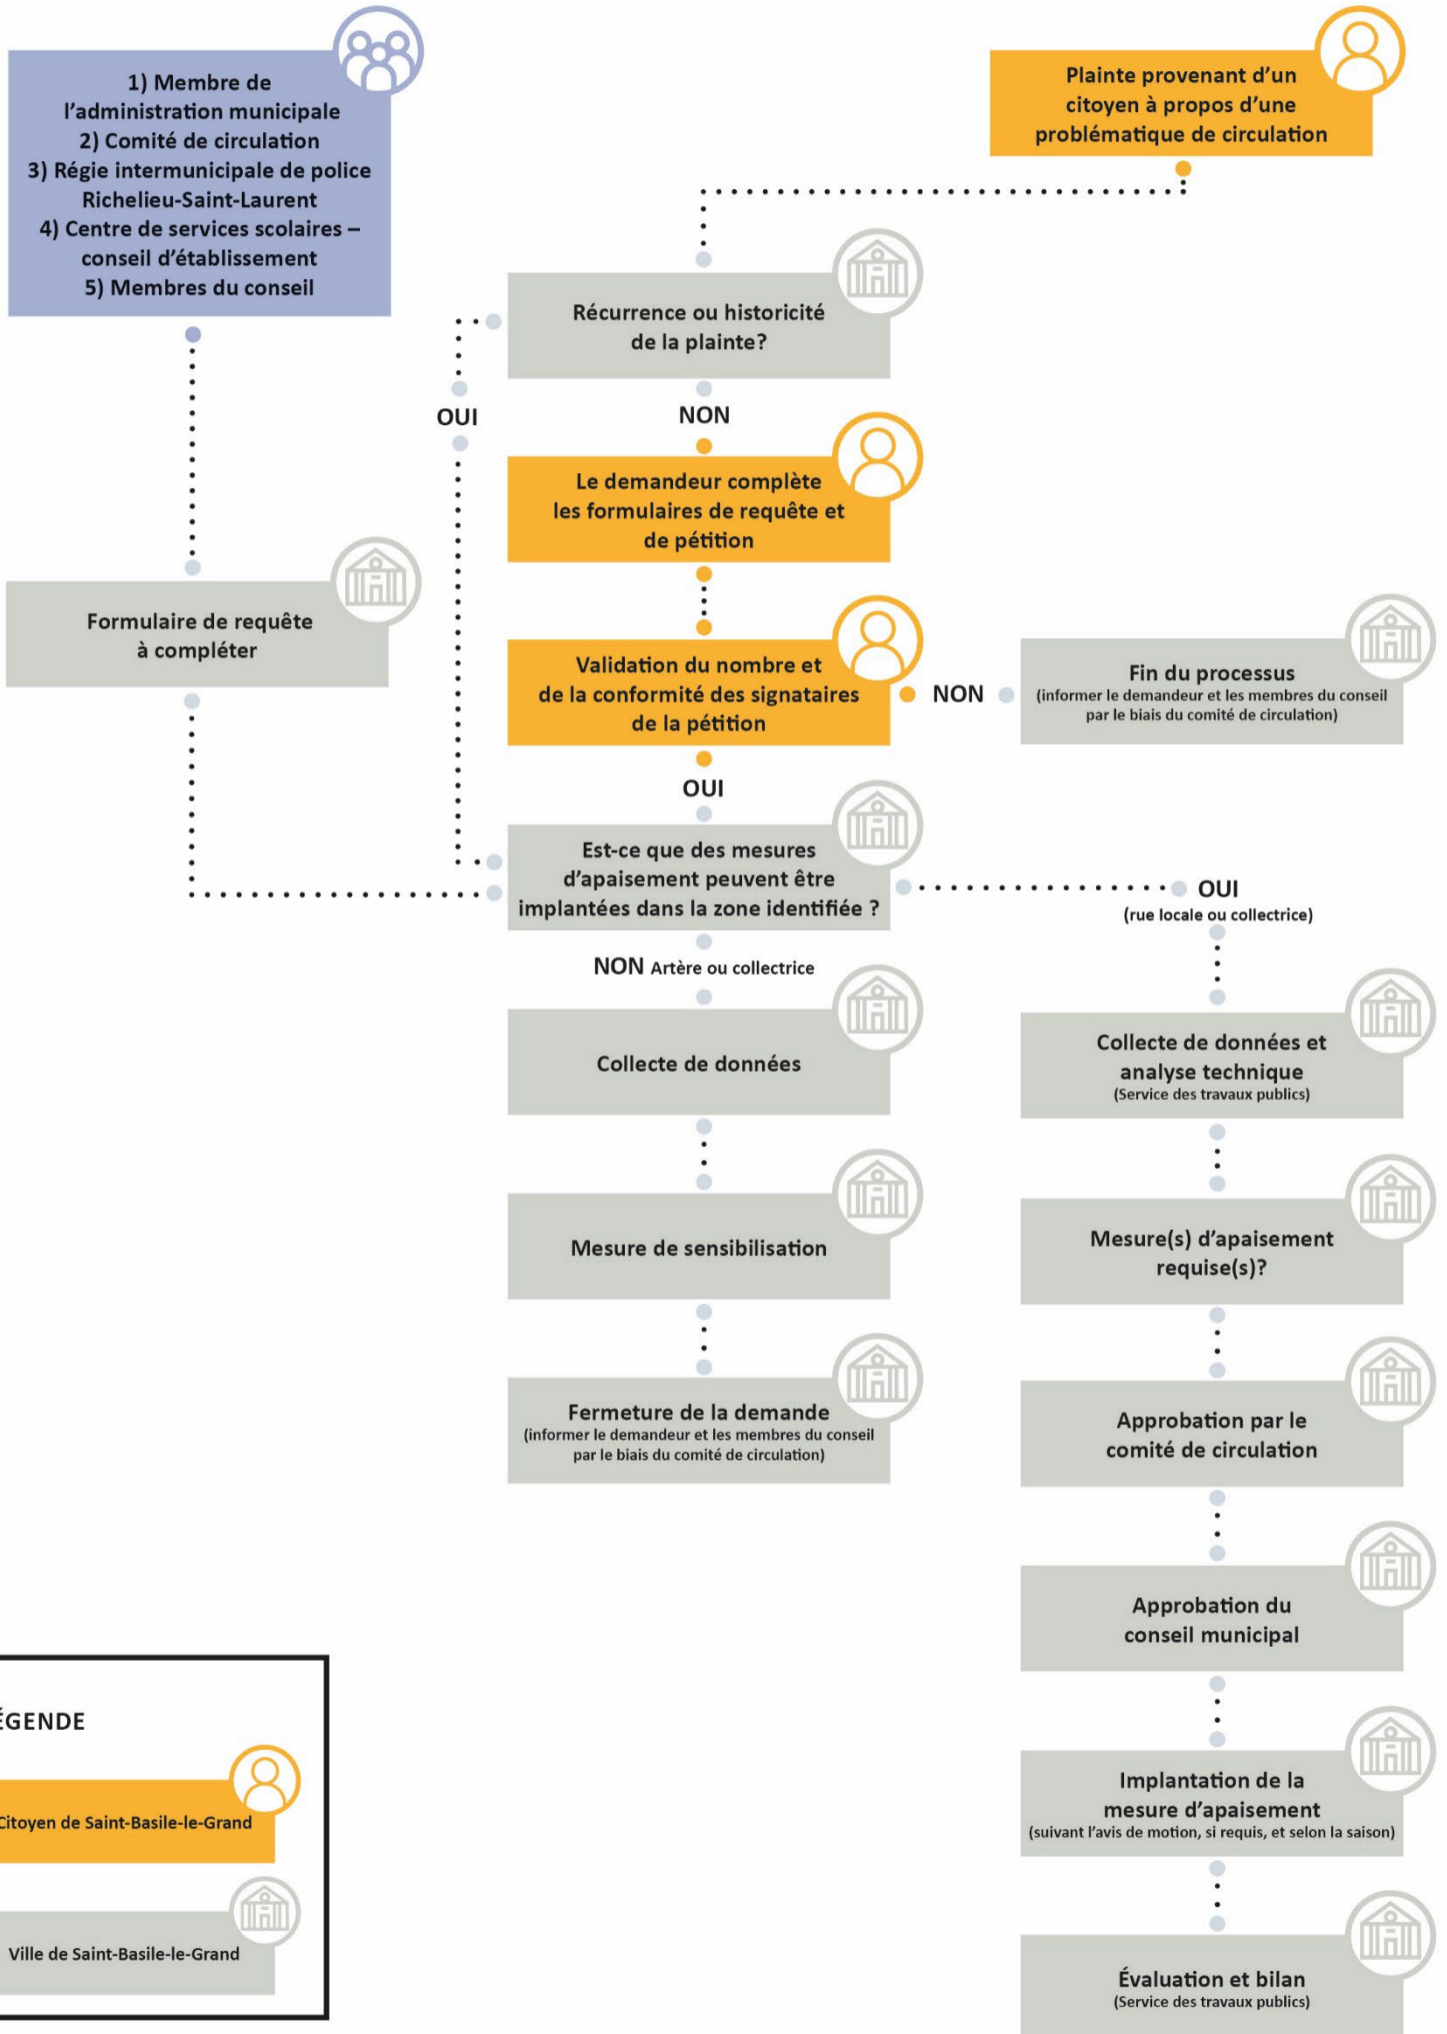 1) Membre de
l'administration municipale
2) Comité de circulation
3) Régie intermunicipale de police
Richelieu-Saint-Laurent
4) Centre de services scolaires –
conseil d'établissement
5) Membres du conseil
Plainte provenant d'un
citoyen à propos d'une
problématique de circulation
Récurrence ou historicité
de la plainte?
OUI
NON
Le demandeur complète
les formulaires de requête et
de pétition
Formulaire de requête
à compléter
Validation du nombre et
de la conformité des signataires
de la pétition
NON
Fin du processus
(informer le demandeur et les membres du conseil
par le biais du comité de circulation)
OUI
Est-ce que des mesures
d'apaisement peuvent être
implantées dans la zone identifiée ?
OUI
(rue locale ou collectrice)
NON Artère ou collectrice
Collecte de données
Mesure de sensibilisation
Fermeture de la demande
(informer le demandeur et les membres du conseil
par le biais du comité de circulation)
Collecte de données et
analyse technique
(Service des travaux publics)
Mesure(s) d'apaisement
requise(s)?
Approbation par le
comité de circulation
Approbation du
conseil municipal
Implantation de la
mesure d'apaisement
(suivant l'avis de motion, si requis, et selon la saison)
Évaluation et bilan
(Service des travaux publics)
ÉGENDE
Citoyen de Saint-Basile-le-Grand
Ville de Saint-Basile-le-Grand